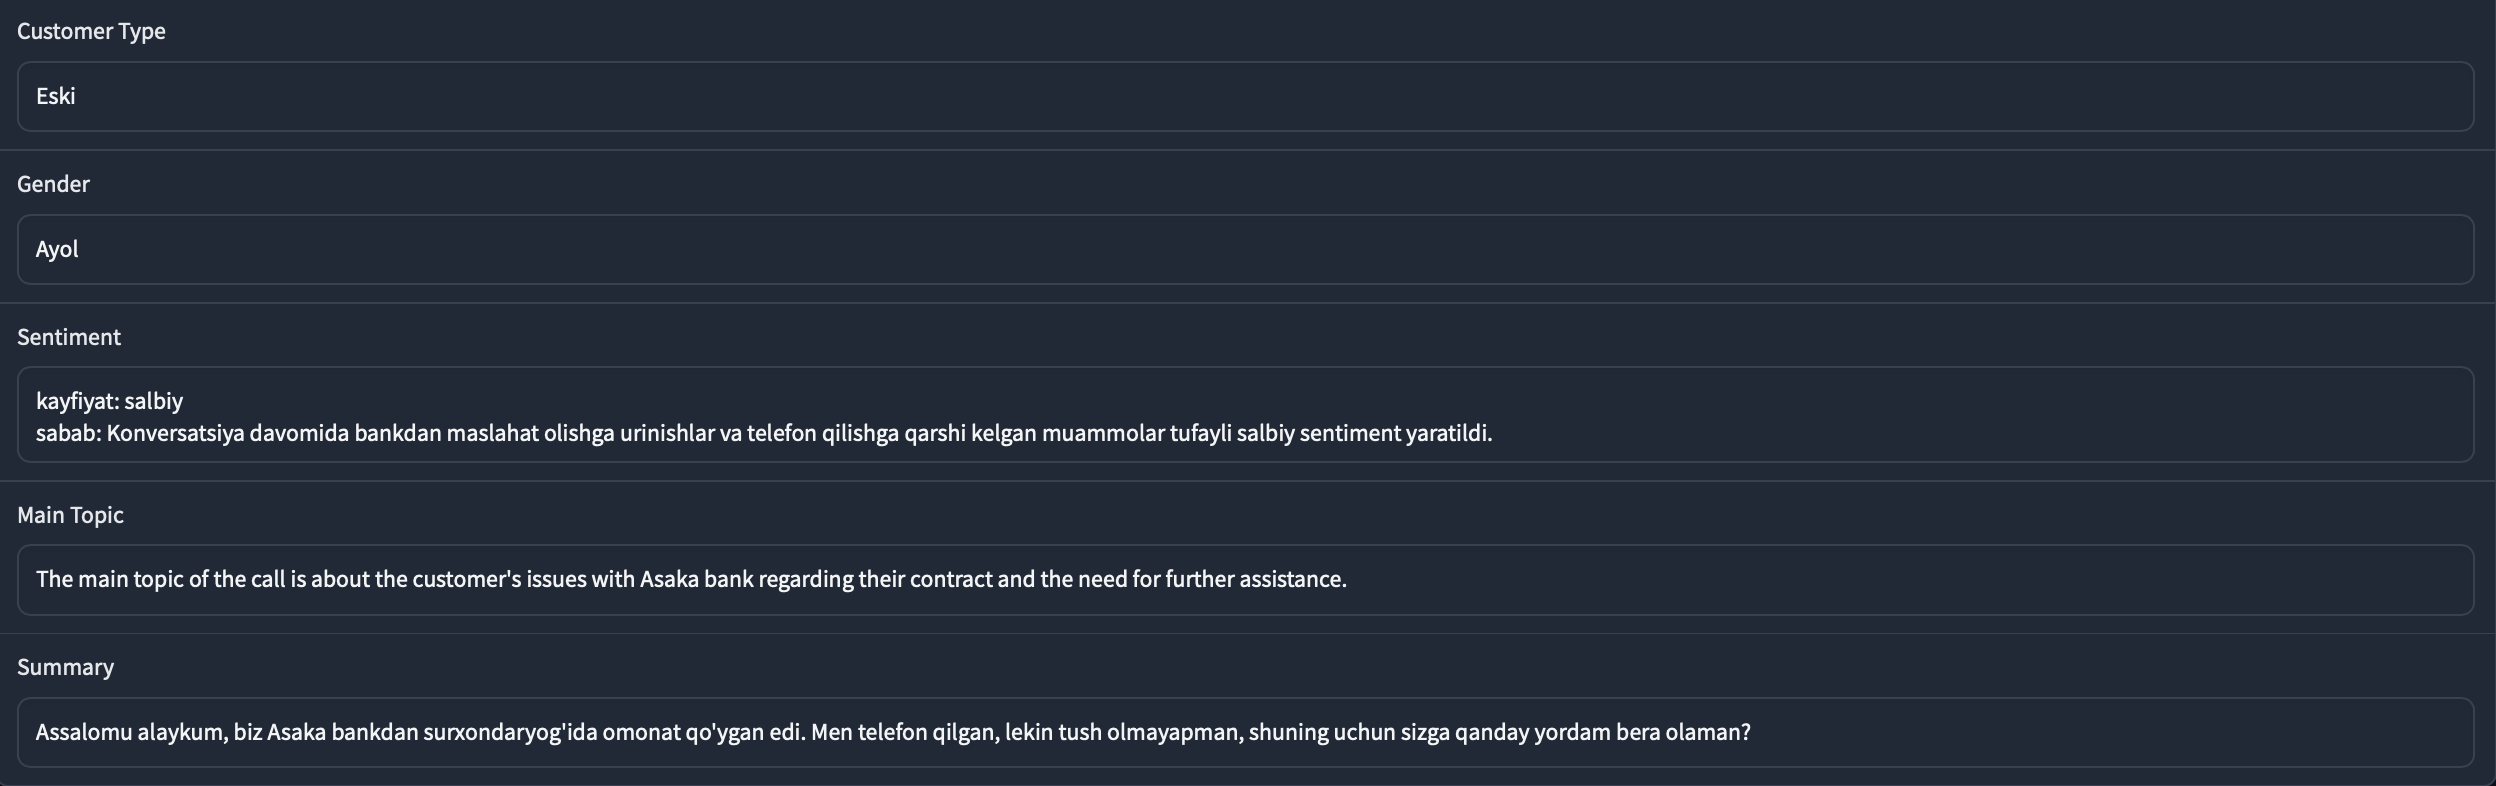 Customer Type
Eski
Gender
Ayol
Sentiment
kayfiyat: salbiy
sabab: Konversatsiya davomida bankdan maslahat olishga urinishlar va telefon qilishga qarshi kelgan muammolar tufayli salbiy sentiment yaratildi.
Main Topic
The main topic of the call is about the customer's issues with Asaka bank regarding their contract and the need for further assistance.
Summary
Assalomu alaykum, biz Asaka bankdan surxondaryog'ida omonat qo'ygan edi. Men telefon qilgan, lekin tush olmayapman, shuning uchun sizga qanday yordam bera olaman?